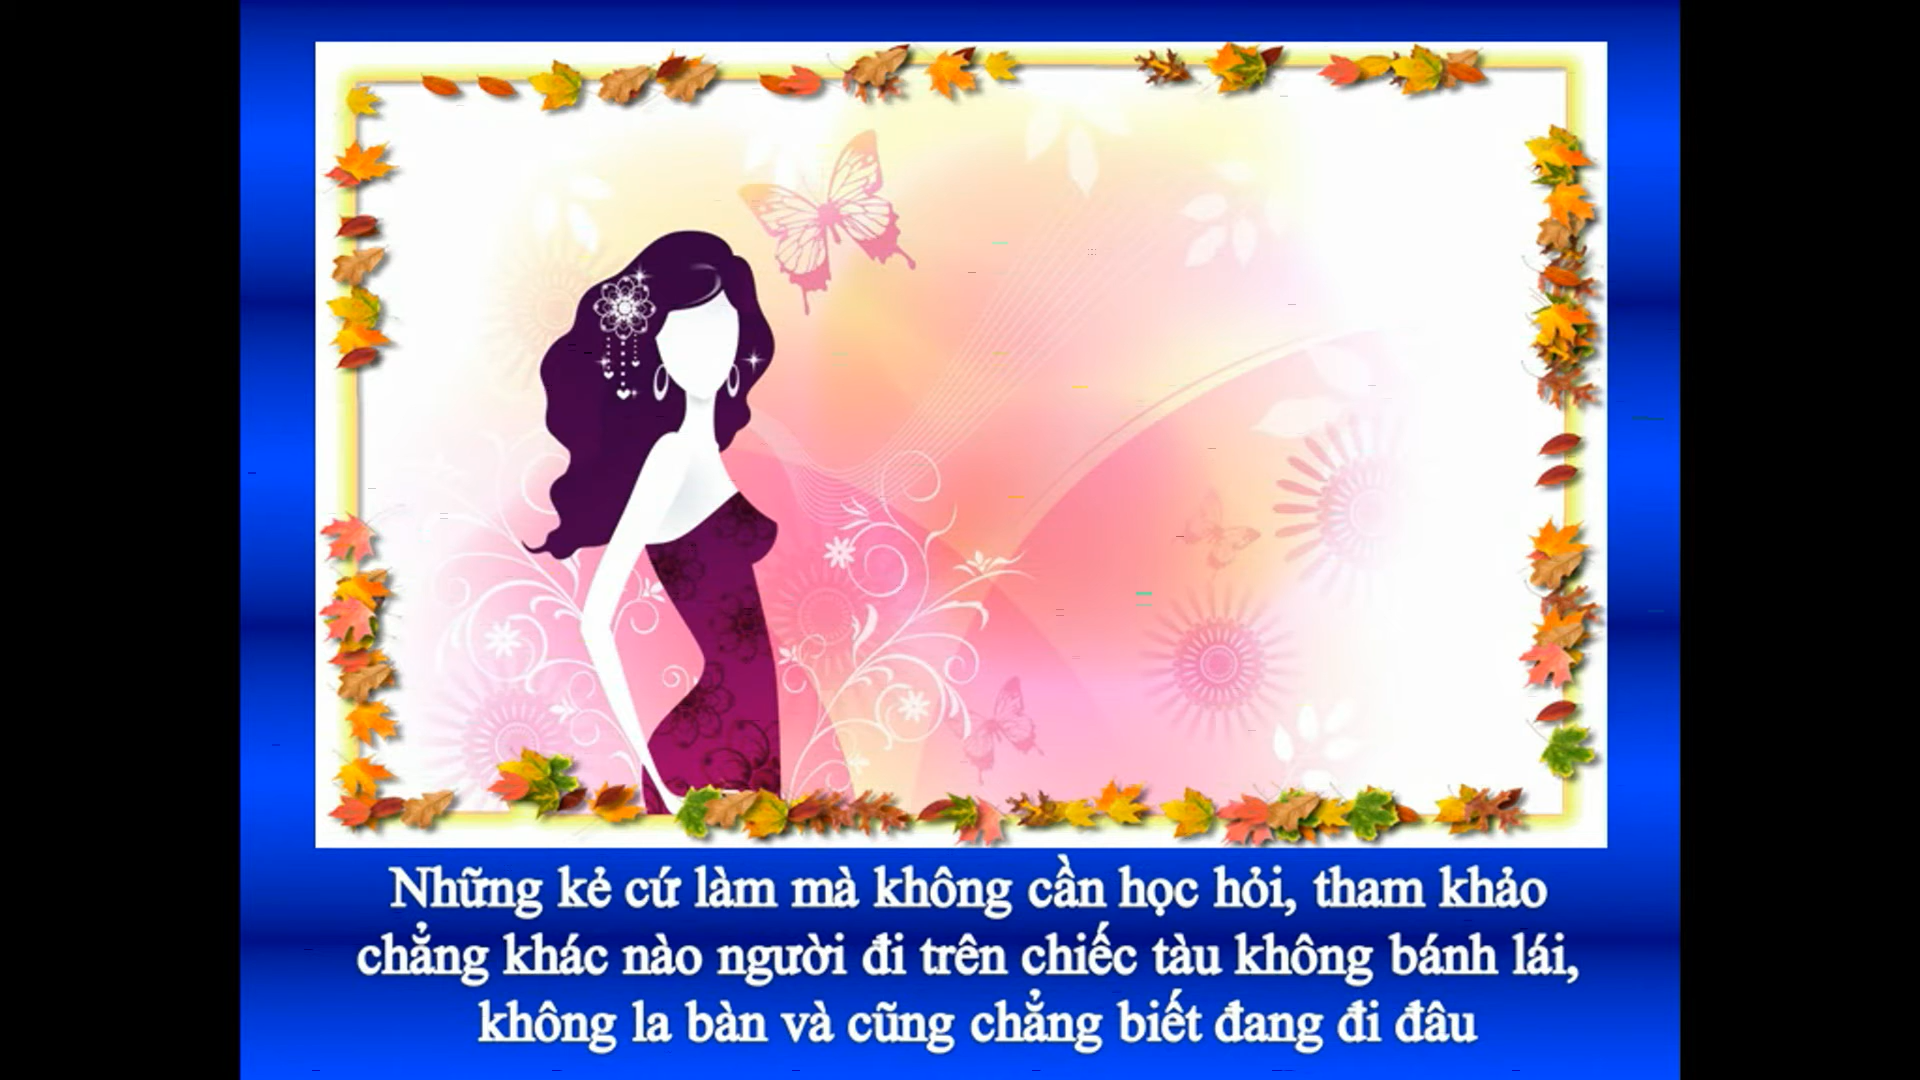 Những kẻ cứ làm mà không cần học hỏi, tham khảo
chẳng khác nào người đi trên chiếc tàu không bánh lái,
không la bàn và cũng chẳng biết đang đi đâu